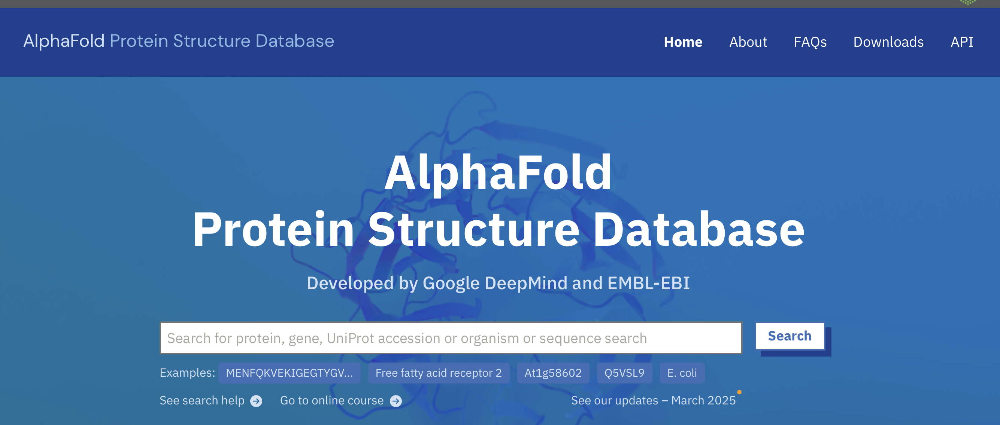 AlphaFold Protein Structure Database
Home About FAQs Downloads API
AlphaFold
Protein Structure Database
Developed by Google DeepMind and EMBL-EBI
Search for protein, gene, UniProt accession or organism or sequence search
Search
Examples: MENFQKVEKIGEGTYGV... Free fatty acid receptor 2 At1g58602 Q5VSL9 E. coli
See search help Go to online course See our updates – March 2025